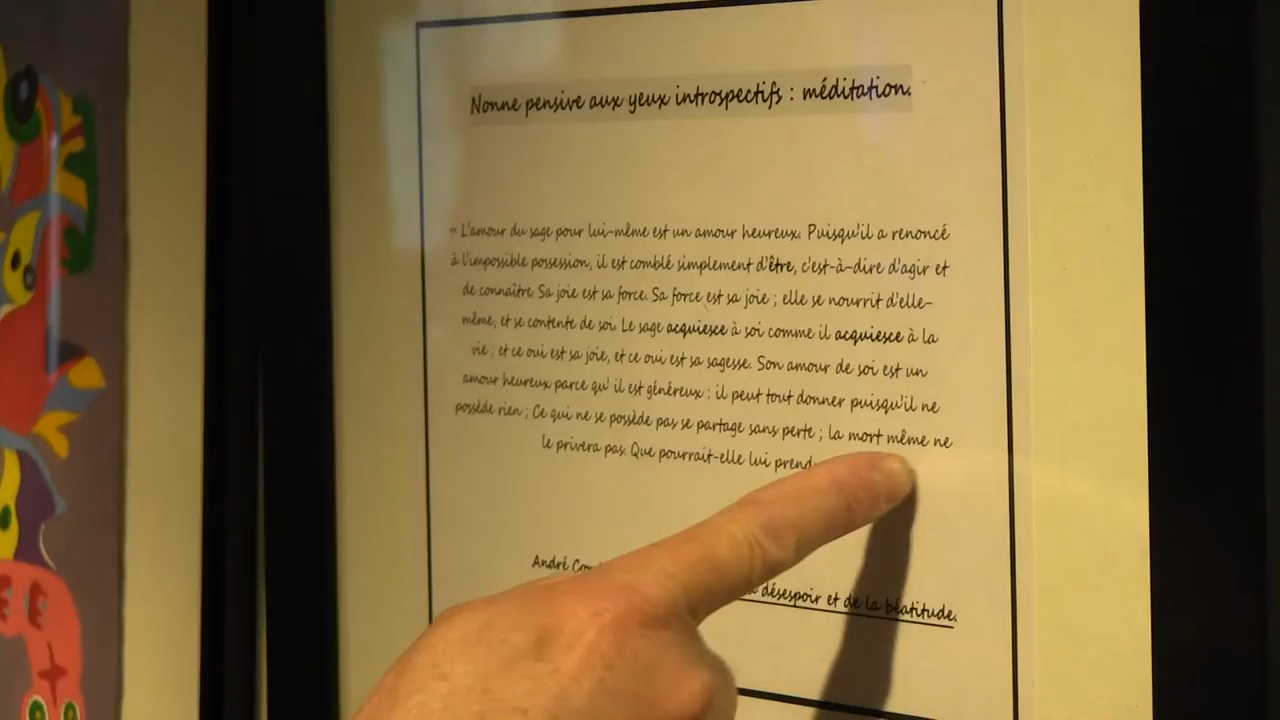 Nonne pensive aux yeux introspectifs : méditation.
« L'amour du sage pour lui-même est un amour heureux. Puisqu'il a renoncé
à l'impossible possession, il est comblé simplement d'être, c'est-à-dire d'agir et
de connaître. Sa joie est sa force. Sa force est sa joie ; elle se nourrit d'elle-
même, et se contente de soi. Le sage acquiesce à soi comme il acquiesce à la
vie ; et ce oui est sa joie, et ce oui est sa sagesse. Son amour de soi est un
amour heureux parce qu'il est généreux : il peut tout donner puisqu'il ne
possède rien ; Ce qui ne se possède pas se partage sans perte ; la mort même ne
le privera pas. Que pourrait-elle lui
André
désespoir et de la béatitude.